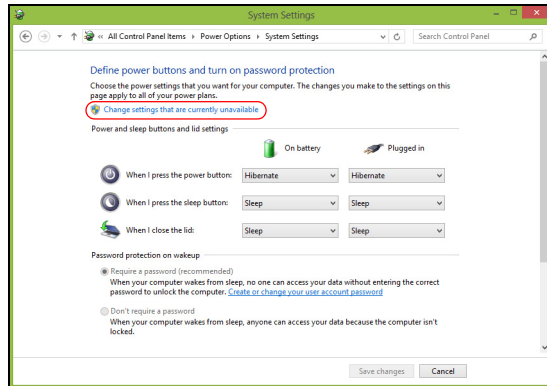 System Settings
« All Control Panel Items ▸ Power Options ▸ System Settings
Search Control Panel
Define power buttons and turn on password protection
Choose the power settings that you want for your computer. The changes you make to the settings on this
page apply to all of your power plans.
Change settings that are currently unavailable
Power and sleep buttons and lid settings
On battery Plugged in
When I press the power button: Hibernate Hibernate
When I press the sleep button: Sleep Sleep
When I close the lid: Sleep Sleep
Password protection on wakeup
Require a password (recommended)
When your computer wakes from sleep, no one can access your data without entering the correct
password to unlock the computer. Create or change your user account password
Don't require a password
When your computer wakes from sleep, anyone can access your data because the computer isn't
locked.
Save changes Cancel